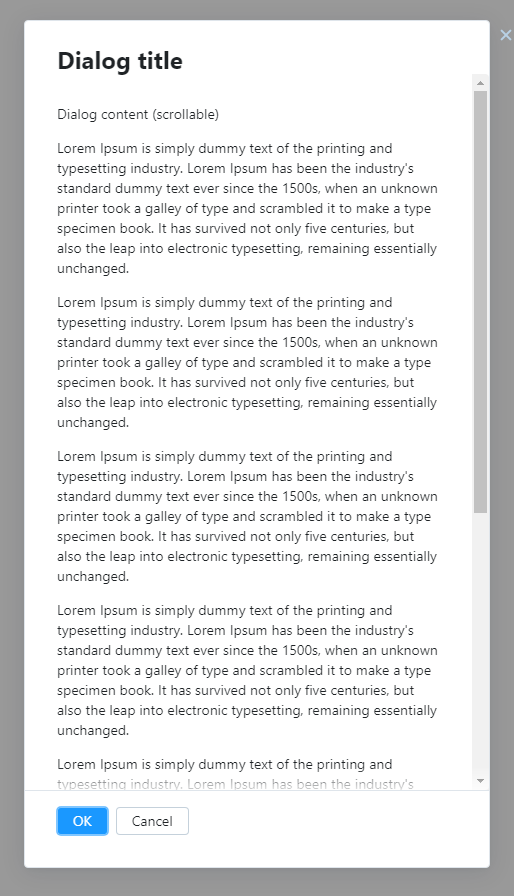 Dialog title
Dialog content (scrollable)
Lorem Ipsum is simply dummy text of the printing and
typesetting industry. Lorem Ipsum has been the industry's
standard dummy text ever since the 1500s, when an unknown
printer took a galley of type and scrambled it to make a type
specimen book. It has survived not only five centuries, but
also the leap into electronic typesetting, remaining essentially
unchanged.
Lorem Ipsum is simply dummy text of the printing and
typesetting industry. Lorem Ipsum has been the industry's
standard dummy text ever since the 1500s, when an unknown
printer took a galley of type and scrambled it to make a type
specimen book. It has survived not only five centuries, but
also the leap into electronic typesetting, remaining essentially
unchanged.
Lorem Ipsum is simply dummy text of the printing and
typesetting industry. Lorem Ipsum has been the industry's
standard dummy text ever since the 1500s, when an unknown
printer took a galley of type and scrambled it to make a type
specimen book. It has survived not only five centuries, but
also the leap into electronic typesetting, remaining essentially
unchanged.
Lorem Ipsum is simply dummy text of the printing and
typesetting industry. Lorem Ipsum has been the industry's
standard dummy text ever since the 1500s, when an unknown
printer took a galley of type and scrambled it to make a type
specimen book. It has survived not only five centuries, but
also the leap into electronic typesetting, remaining essentially
unchanged.
Lorem Ipsum is simply dummy text of the printing and
typesetting industry. Lorem Ipsum has been the industry's
OK
Cancel